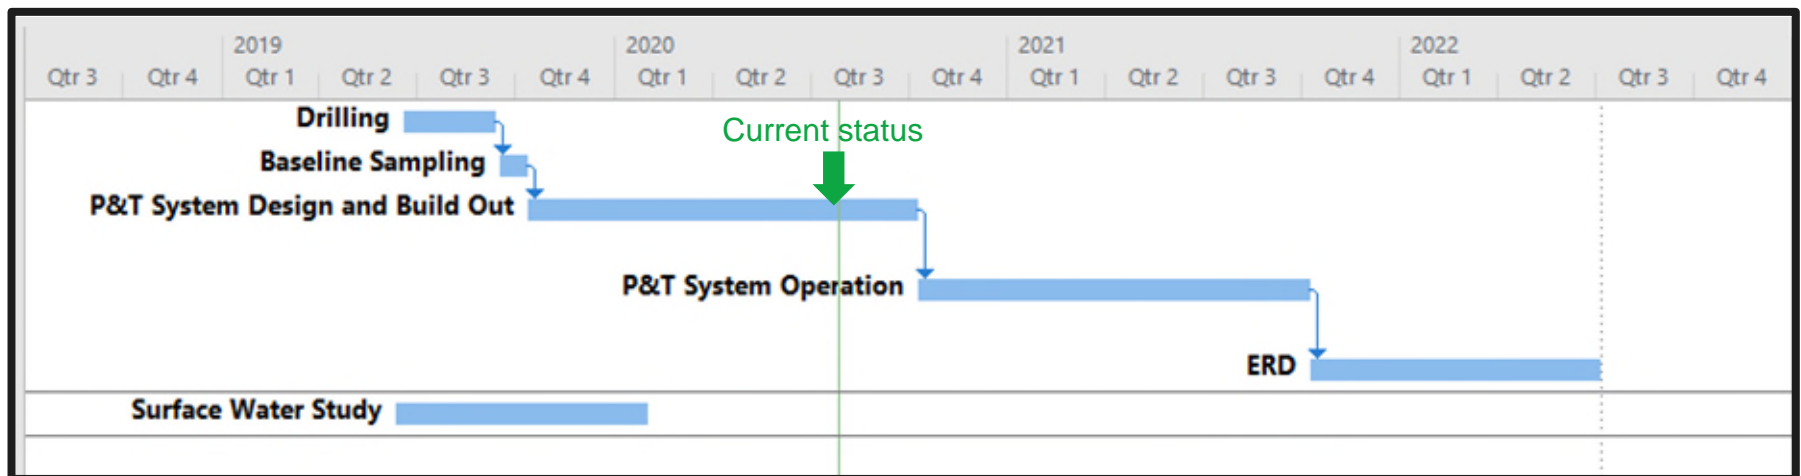 2019 2020 2021 2022
Qtr 3 Qtr 4 Qtr 1 Qtr 2 Qtr 3 Qtr 4 Qtr 1 Qtr 2 Qtr 3 Qtr 4 Qtr 1 Qtr 2 Qtr 3 Qtr 4 Qtr 1 Qtr 2 Qtr 3 Qtr 4
Drilling
Current status
Baseline Sampling
P&T System Design and Build Out
P&T System Operation
ERD
Surface Water Study